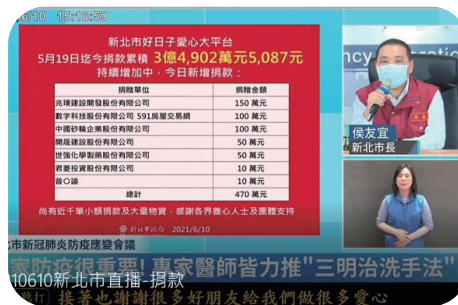 /06/10 15:18:59
新北市好日子愛心大平台
5月19日迄今捐款累積 3億4,902萬元5,087元
持續增加中，今日新增捐款：
捐贈單位 捐贈金額
兆璞建設開發股份有限公司 150 萬元
數字科技股份有限公司 591房屋交易網 100 萬元
中國砂輪企業股份有限公司 100 萬元
開晟建設股份有限公司 50 萬元
世強化學製藥股份有限公司 50 萬元
君菱投資股份有限公司 10 萬元
曾○諭 10 萬元
總計 470 萬元
尚有近千筆小額捐款及大量物資，感謝各界善心人士及團體支持
新北市政府 2021/6/10
侯友宜
新北市長
北市新冠肺炎防疫應變會議
家防疫很重要! 專家醫師皆力推"三明治洗手法"
10610新北市直播-捐款
接著也謝謝很多好朋友給我們做很多愛心